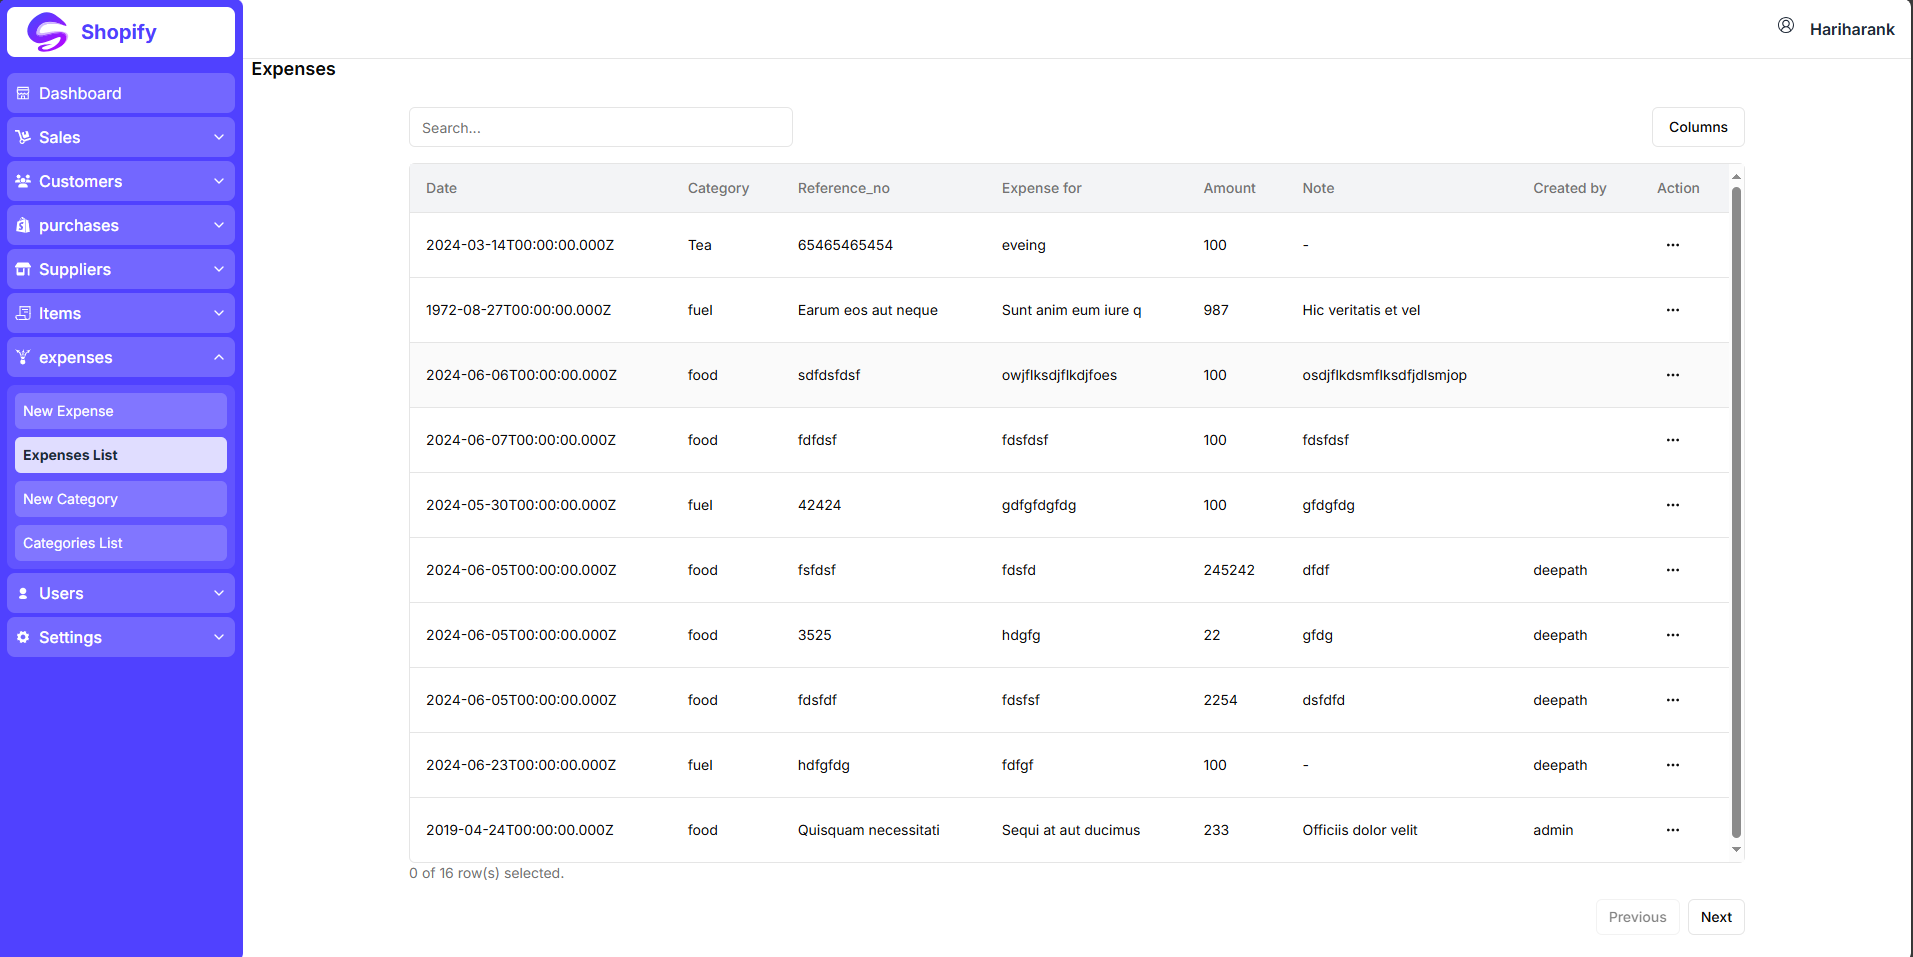 Shopify
Hariharank
Dashboard
Sales
Customers
purchases
Suppliers
Items
expenses
New Expense
Expenses List
New Category
Categories List
Users
Settings
Expenses
Search...
Columns
Date Category Reference_no Expense for Amount Note Created by Action
2024-03-14T00:00:00.000Z Tea 65465465454 eveing 100 - ...
1972-08-27T00:00:00.000Z fuel Earum eos aut neque Sunt anim eum iure q 987 Hic veritatis et vel ...
2024-06-06T00:00:00.000Z food sdfdsfdsf owjflksdjflkdjfoes 100 osdjflkdsmflksdfjdlsmjop ...
2024-06-07T00:00:00.000Z food fdfdsf fdsfdsf 100 fdsfdsf ...
2024-05-30T00:00:00.000Z fuel 42424 gdfgfdgfdg 100 gfdgfdg ...
2024-06-05T00:00:00.000Z food fsfdsf fdsfd 245242 dfdf deepath ...
2024-06-05T00:00:00.000Z food 3525 hdgfg 22 gfdg deepath ...
2024-06-05T00:00:00.000Z food fdsfdf fdsfsf 2254 dsfdfd deepath ...
2024-06-23T00:00:00.000Z fuel hdfgfdg fdfgf 100 - deepath ...
2019-04-24T00:00:00.000Z food Quisquam necessitati Sequi at aut ducimus 233 Officiis dolor velit admin ...
0 of 16 row(s) selected.
Previous Next